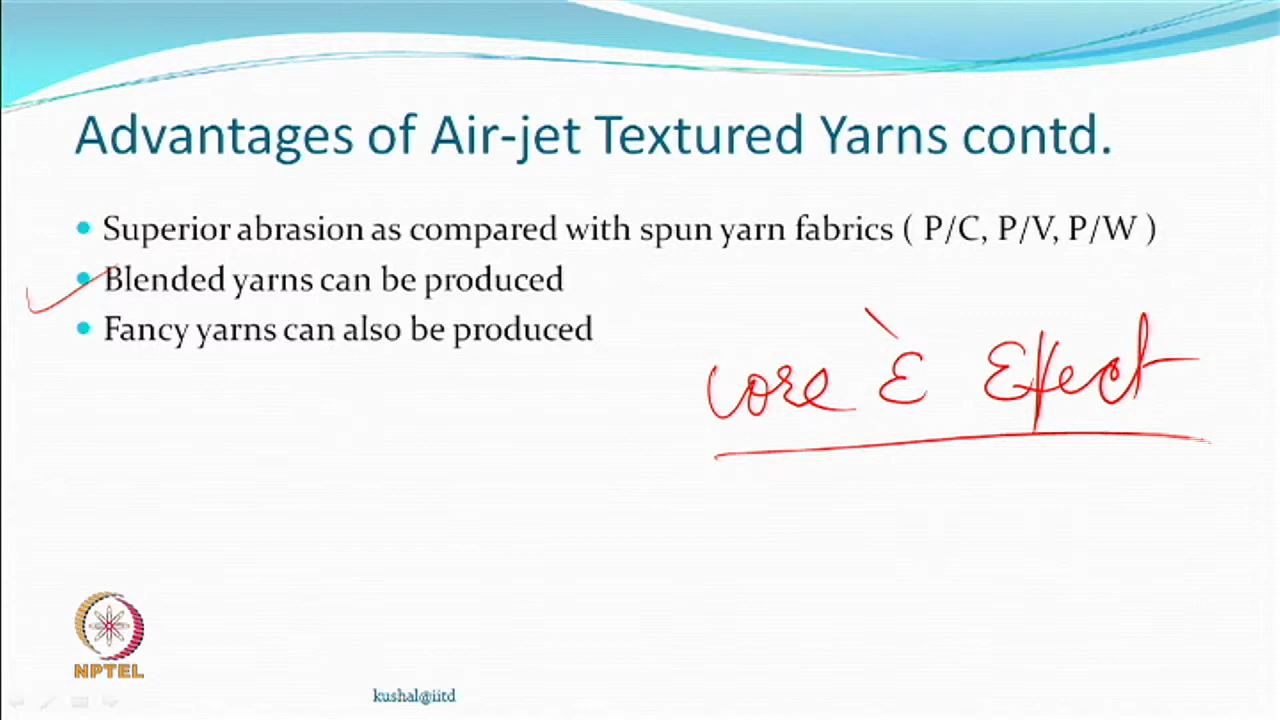 Advantages of Air-jet Textured Yarns contd.
Superior abrasion as compared with spun yarn fabrics ( P/C, P/V, P/W )
Blended yarns can be produced
Fancy yarns can also be produced
core & Effect
NPTEL
kushal@iitd